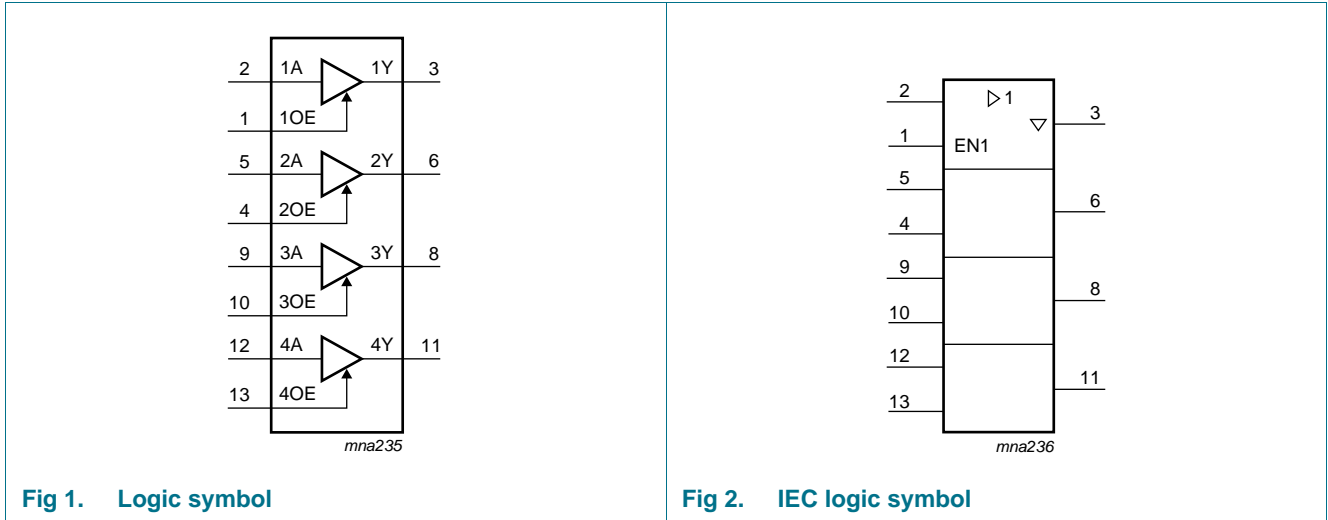 2 1A 1Y 3
1 1OE
5 2A 2Y 6
4 2OE
9 3A 3Y 8
10 3OE
12 4A 4Y 11
13 4OE
mna235
Fig 1. Logic symbol
2 1
3
1 EN1
5
6
4
9
8
10
12
11
13
mna236
Fig 2. IEC logic symbol